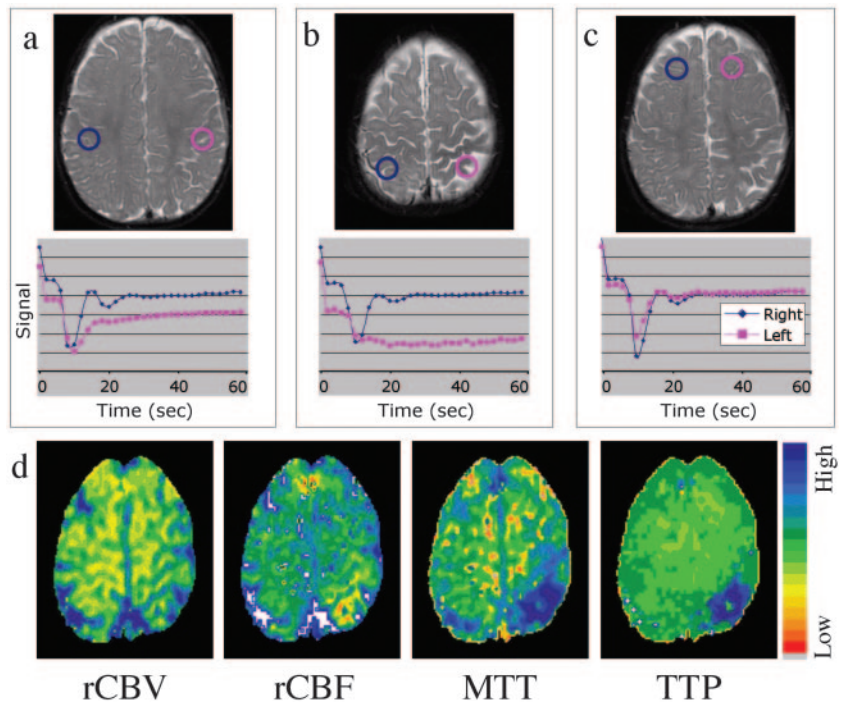 a
b
c
Signal
Right
Left
0 20 40 60
0 20 40 60
0 20 40 60
Time (sec)
Time (sec)
Time (sec)
d
High
Low
rCBV rCBF MTT TTP